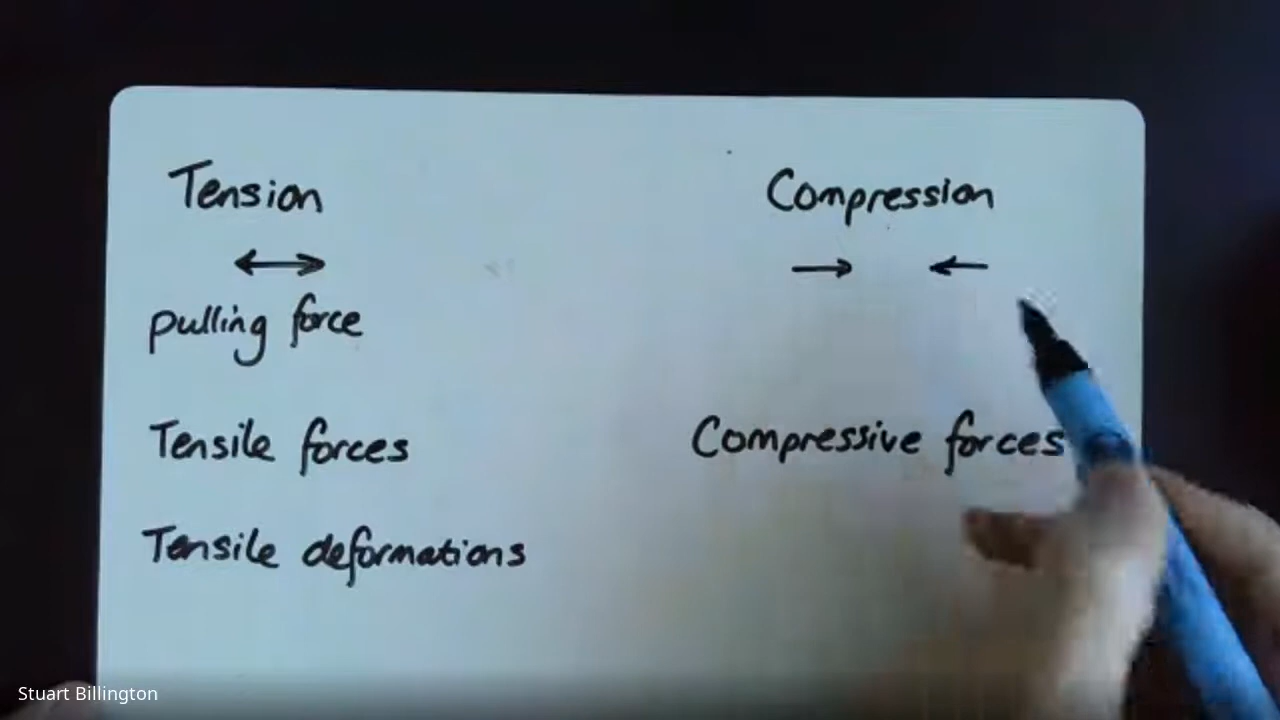 Tension
Compression
pulling force
Tensile forces
Compressive forces
Tensile deformations
Stuart Billington